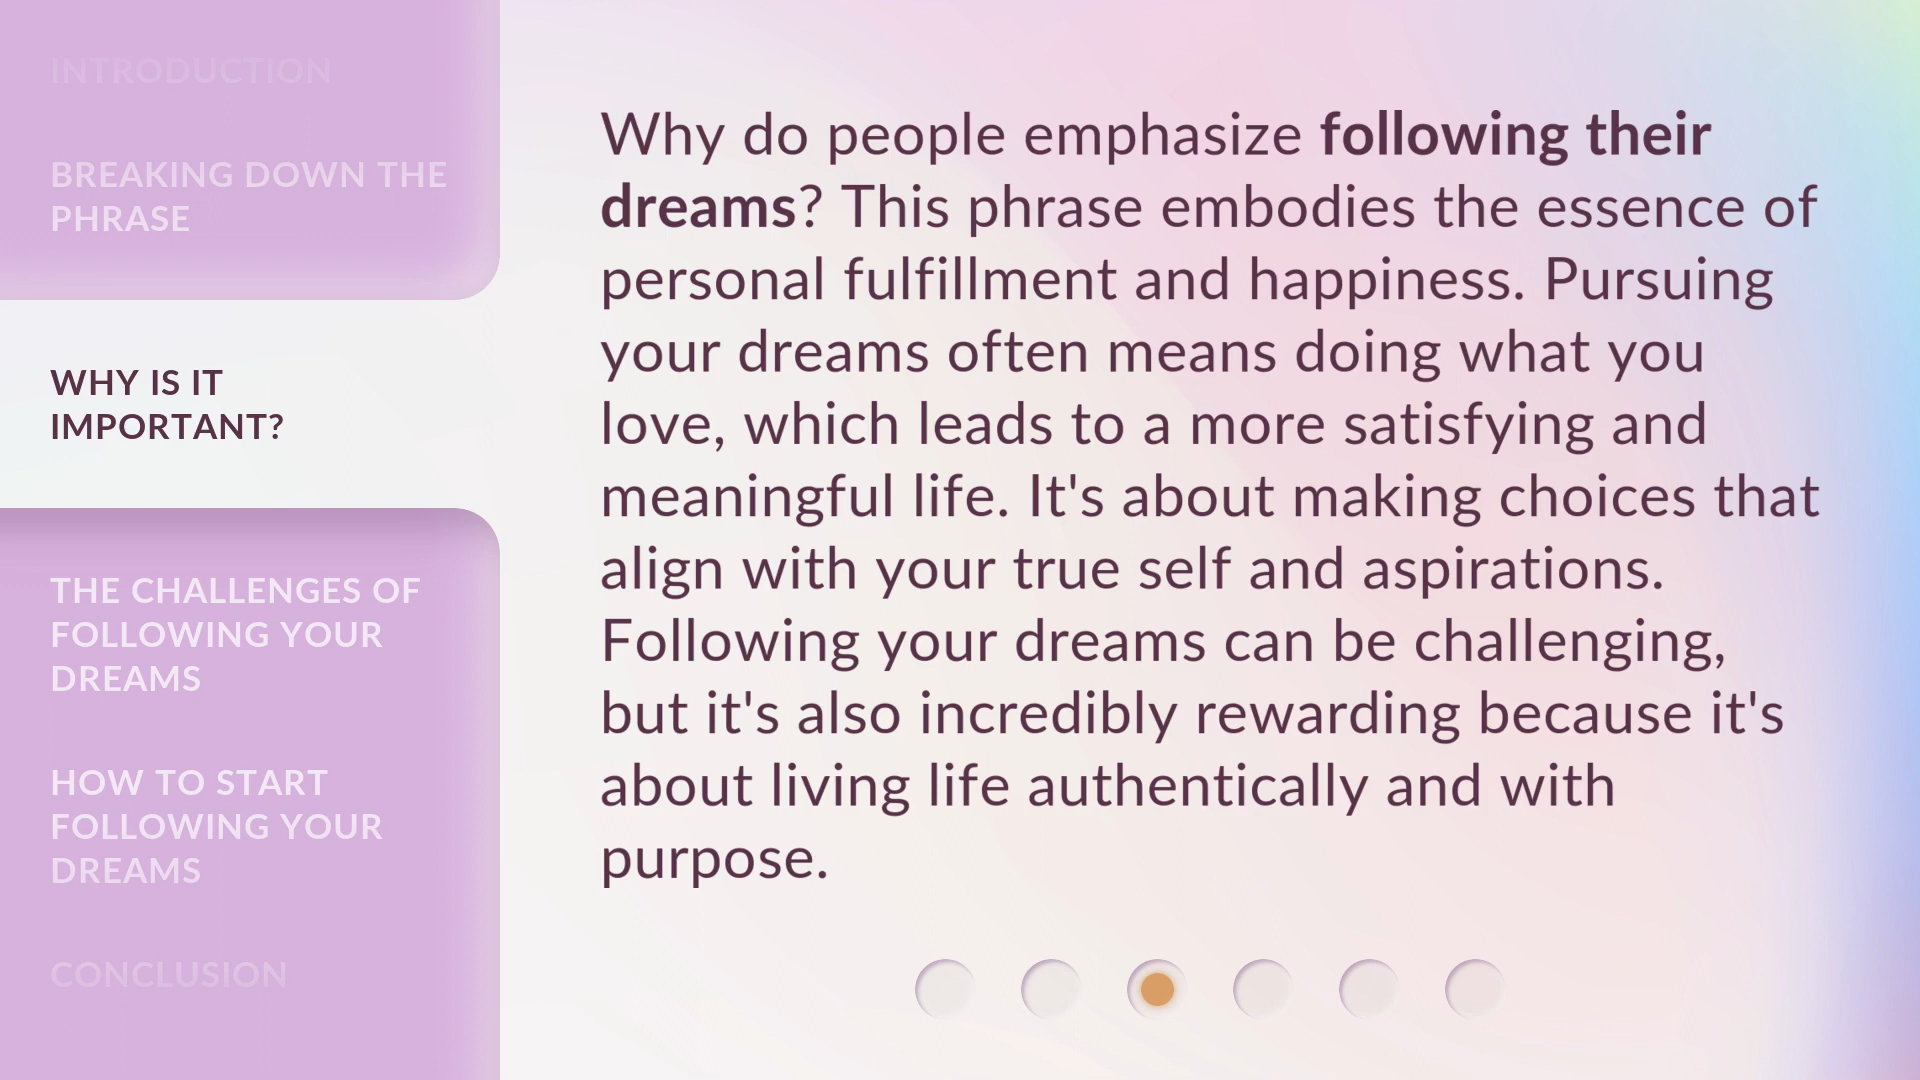 INTRODUCTION
BREAKING DOWN THE
PHRASE
WHY IS IT
IMPORTANT?
THE CHALLENGES OF
FOLLOWING YOUR
DREAMS
HOW TO START
FOLLOWING YOUR
DREAMS
CONCLUSION
Why do people emphasize following their
dreams? This phrase embodies the essence of
personal fulfillment and happiness. Pursuing
your dreams often means doing what you
love, which leads to a more satisfying and
meaningful life. It's about making choices that
align with your true self and aspirations.
Following your dreams can be challenging,
but it's also incredibly rewarding because it's
about living life authentically and with
purpose.